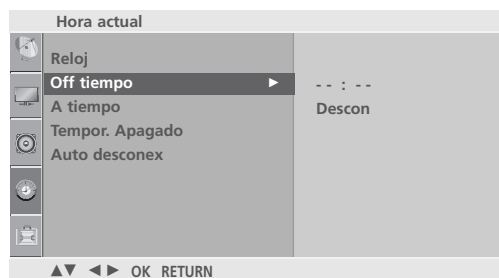 Hora actual
Reloj
Off tiempo ► - - : - -
A tiempo Descon
Tempor. Apagado
Auto desconex
▲▼ ◄► OK RETURN